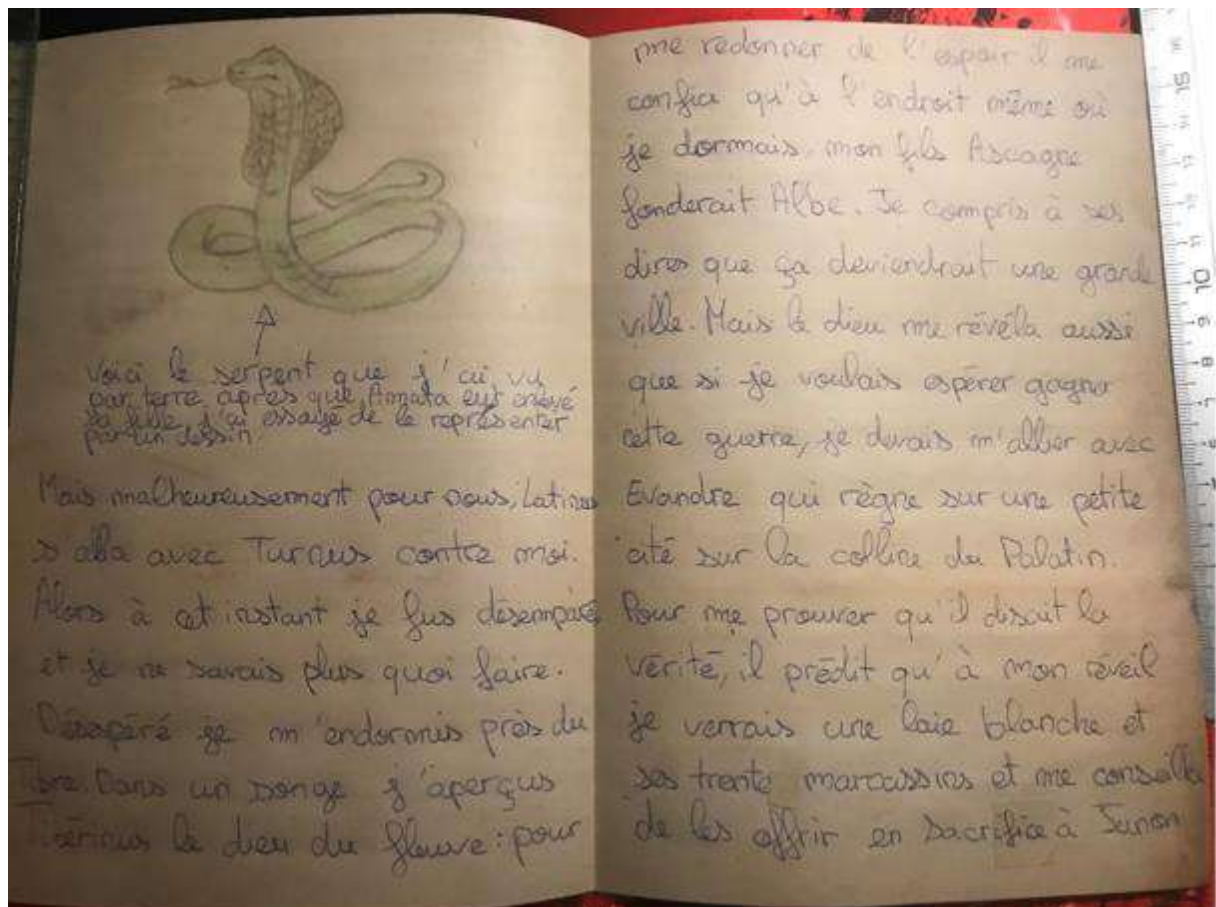 Voici le serpent que j'ai vu
par terre après que Amata eut enlevé
sa fille, j'ai essayé de le représenter
par un dessin.
Mais malheureusement pour nous, Latinus
s'allia avec Turnus contre moi.
Alors à cet instant je fus désemparé
et je ne savais plus quoi faire.
Désespéré je m'endormis près du
Tibre. Dans un songe j'aperçus
Tibérinus le dieu du fleuve : pour
me redonner de l'espoir il me
confia qu'à l'endroit même où
je dormais, mon fils Ascagne
fonderait Albe. Je compris à ses
dires que ça deviendrait une grande
ville. Mais le dieu me révéla aussi
que si je voulais espérer gagner
cette guerre, je devais m'allier avec
Evandre qui règne sur une petite
cité sur la colline du Palatin.
Pour me prouver qu'il disait la
vérité, il prédit qu'à mon réveil
je verrais une laie blanche et
ses trente marcassins et me conseilla
de les offrir en sacrifice à Junon